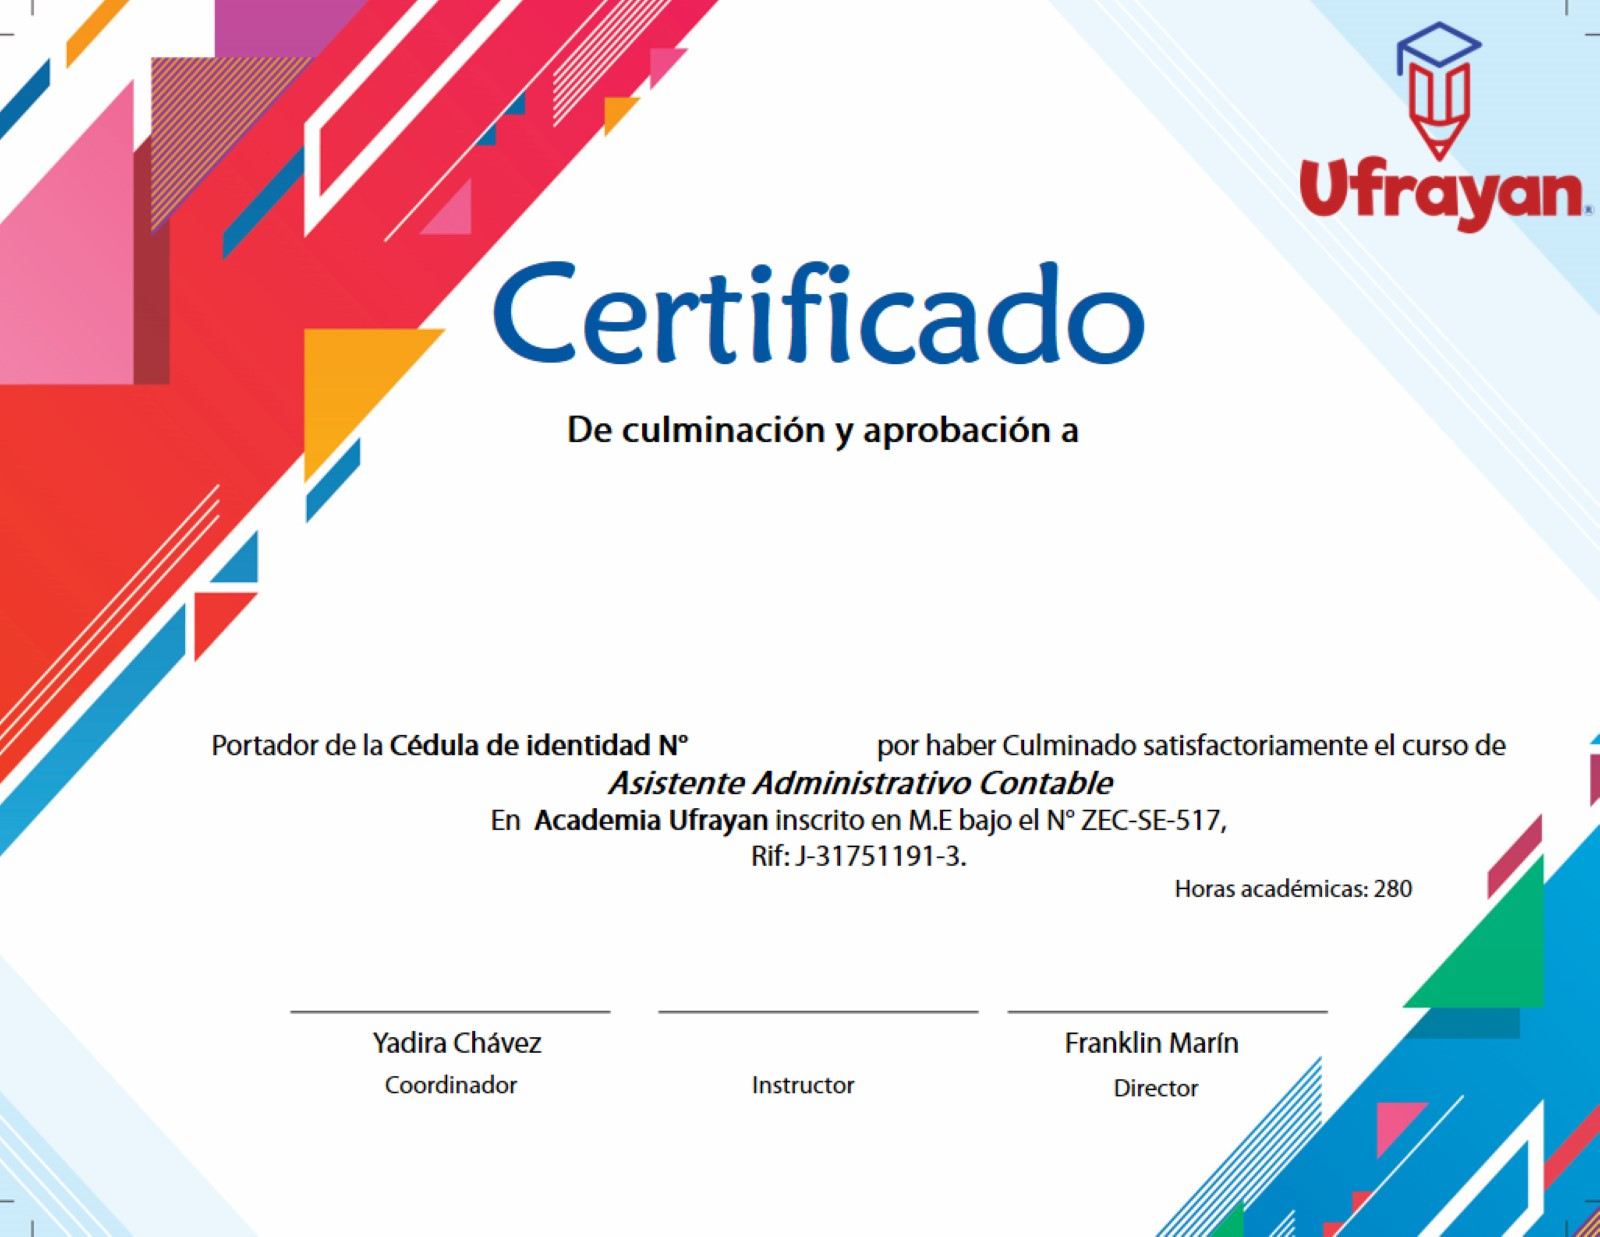 Ufrayan®
Certificado
De culminación y aprobación a
Portador de la Cédula de identidad N° por haber Culminado satisfactoriamente el curso de
Asistente Administrativo Contable
En Academia Ufrayan inscrito en M.E bajo el N° ZEC-SE-517,
Rif: J-31751191-3.
Horas académicas: 280
Yadira Chávez
Coordinador
Instructor
Franklin Marín
Director